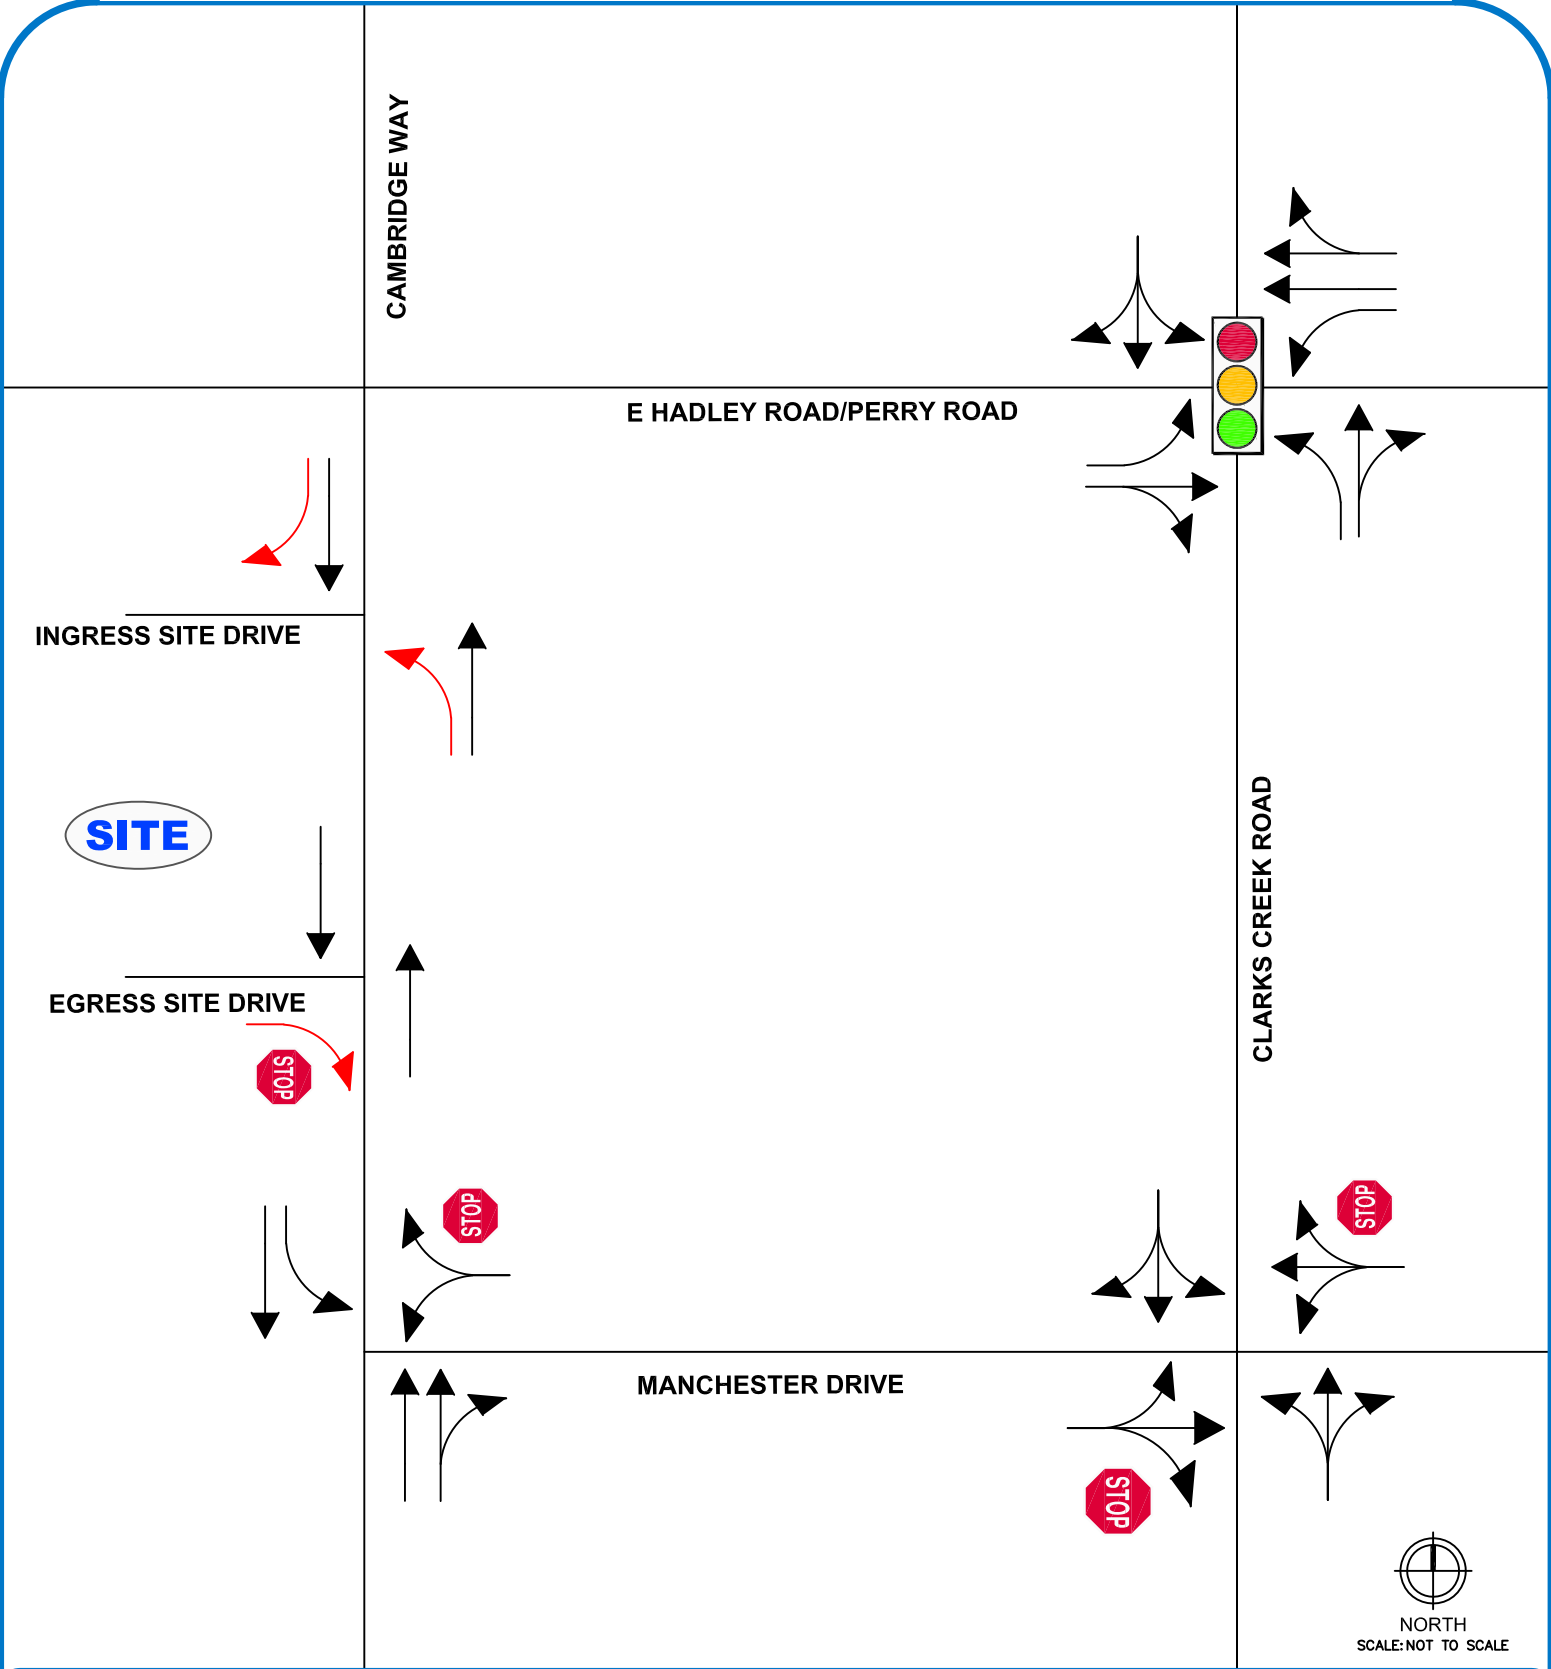 CAMBRIDGE WAY
E HADLEY ROAD/PERRY ROAD
INGRESS SITE DRIVE
SITE
CLARKS CREEK ROAD
EGRESS SITE DRIVE
STOP
STOP
STOP
MANCHESTER DRIVE
STOP
NORTH
SCALE: NOT TO SCALE